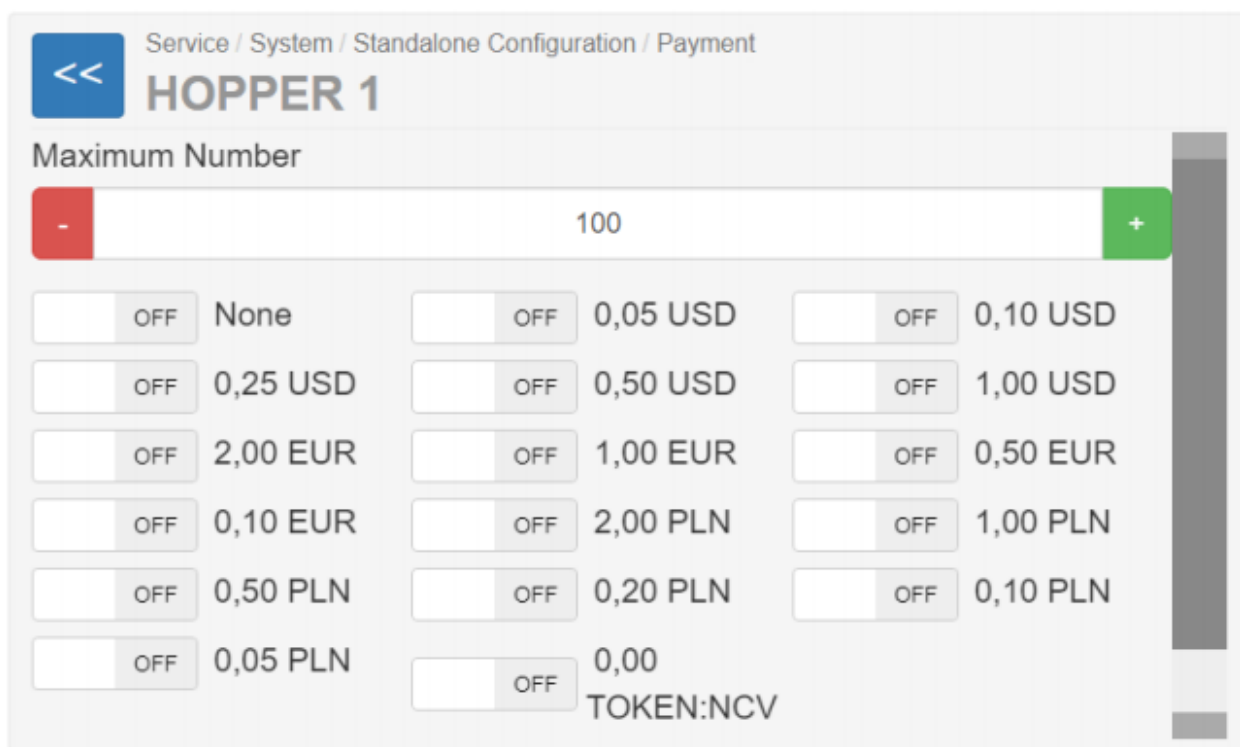 << Service / System / Standalone Configuration / Payment
HOPPER 1
Maximum Number
- 100 +
OFF None OFF 0,05 USD OFF 0,10 USD
OFF 0,25 USD OFF 0,50 USD OFF 1,00 USD
OFF 2,00 EUR OFF 1,00 EUR OFF 0,50 EUR
OFF 0,10 EUR OFF 2,00 PLN OFF 1,00 PLN
OFF 0,50 PLN OFF 0,20 PLN OFF 0,10 PLN
OFF 0,05 PLN OFF 0,00
TOKEN:NCV